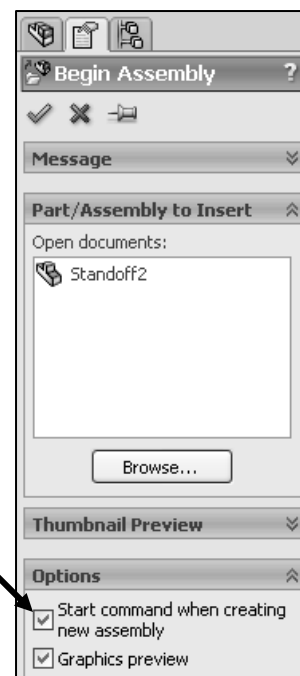 Begin Assembly ?
Message
Part/Assembly to Insert
Open documents:
Standoff2
Browse...
Thumbnail Preview
Options
Start command when creating
new assembly
Graphics preview